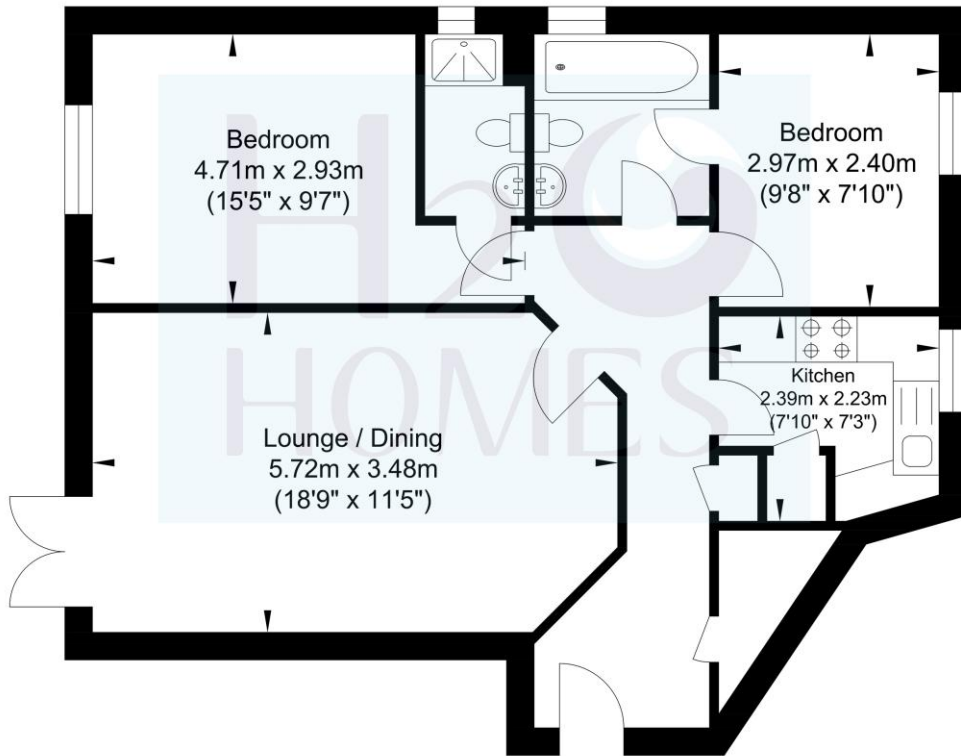 Bedroom
4.71m x 2.93m
(15'5" x 9'7")
Bedroom
2.97m x 2.40m
(9'8" x 7'10")
Kitchen
2.39m x 2.23m
(7'10" x 7'3")
Lounge / Dining
5.72m x 3.48m
(18'9" x 11'5")
H2O
HOMES